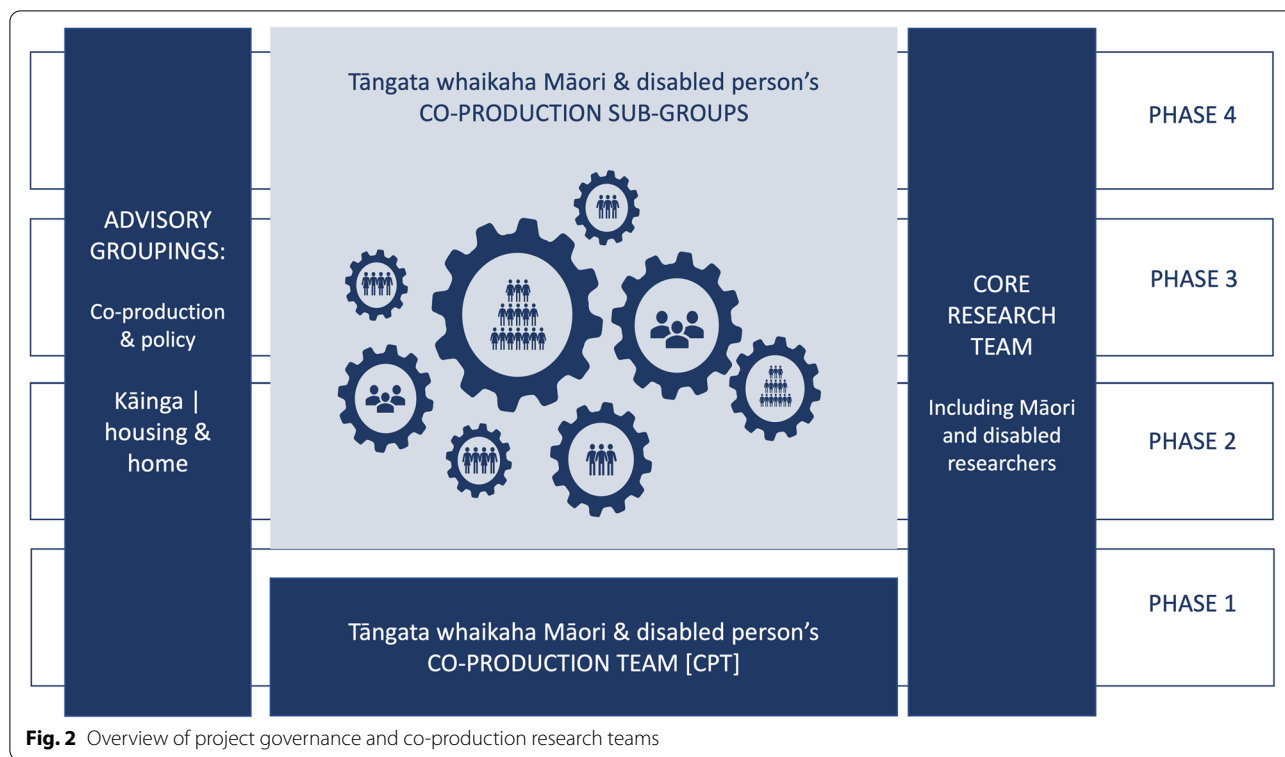 ADVISORY
GROUPINGS:
Co-production
& policy
Kāinga |
housing &
home
Tāngata whaikaha Māori & disabled person's
CO-PRODUCTION SUB-GROUPS
Tāngata whaikaha Māori & disabled person's
CO-PRODUCTION TEAM [CPT]
CORE
RESEARCH
TEAM
Including Māori
and disabled
researchers
PHASE 4
PHASE 3
PHASE 2
PHASE 1
Fig. 2 Overview of project governance and co-production research teams